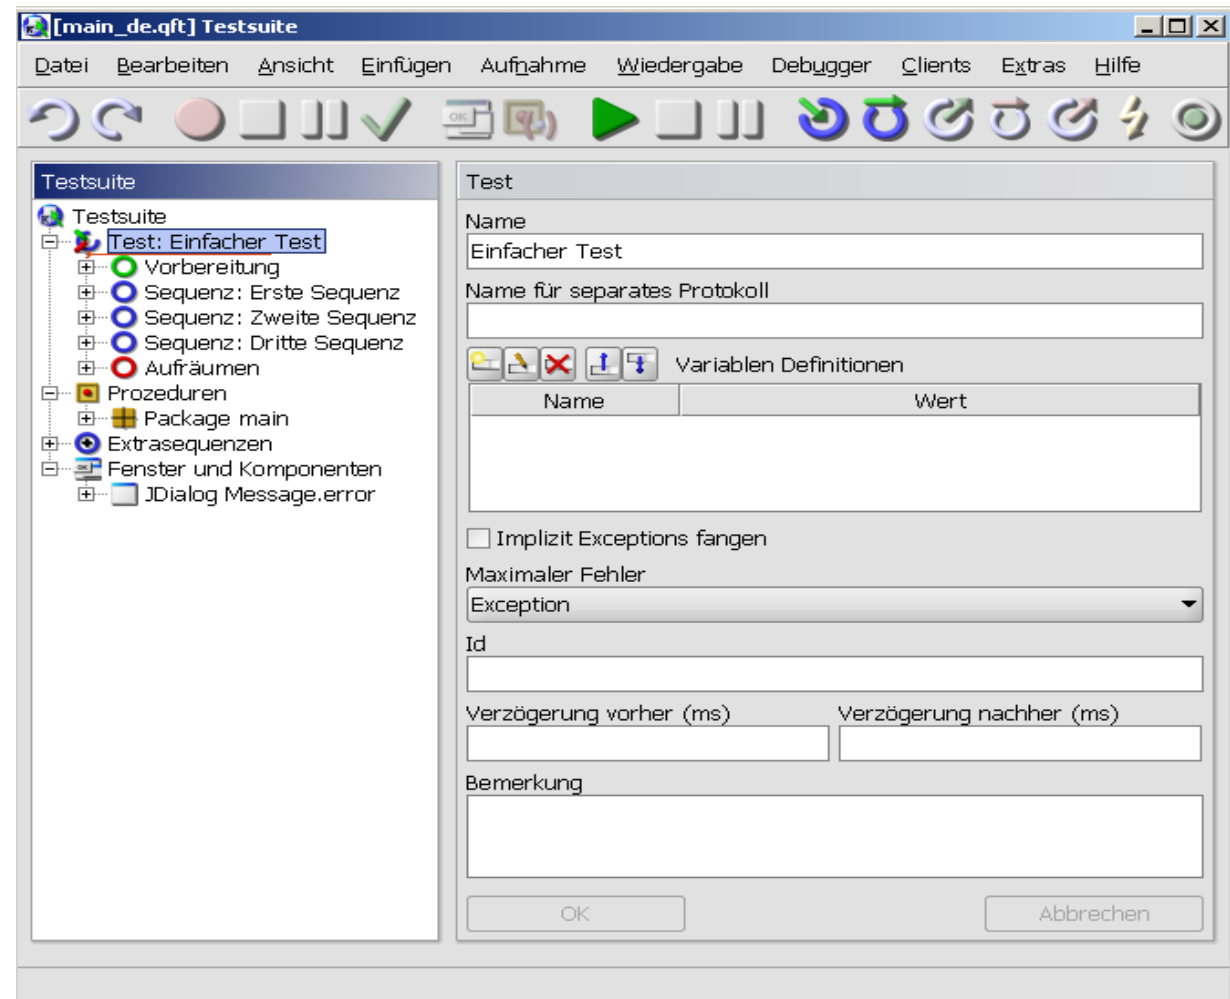 [main_de.qft] Testsuite
Datei Bearbeiten Ansicht Einfügen Aufnahme Wiedergabe Debugger Clients Extras Hilfe
Testsuite
Testsuite
Test: Einfacher Test
Vorbereitung
Sequenz: Erste Sequenz
Sequenz: Zweite Sequenz
Sequenz: Dritte Sequenz
Aufräumen
Prozeduren
Package main
Extrasequenzen
Fenster und Komponenten
JDialog Message.error
Test
Name
Einfacher Test
Name für separates Protokoll
Variablen Definitionen
Name Wert
Implizit Exceptions fangen
Maximaler Fehler
Exception
Id
Verzögerung vorher (ms) Verzögerung nachher (ms)
Bemerkung
OK Abbrechen